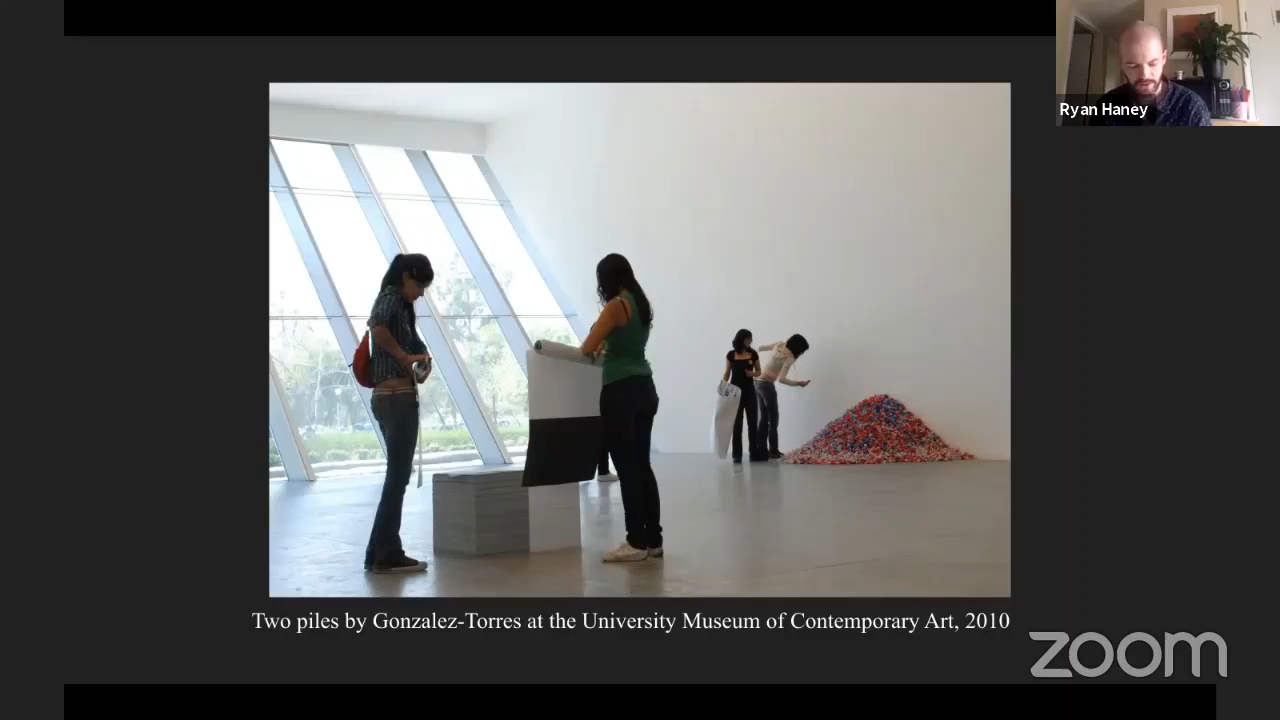 Ryan Haney
Two piles by Gonzalez-Torres at the University Museum of Contemporary Art, 2010
zoom